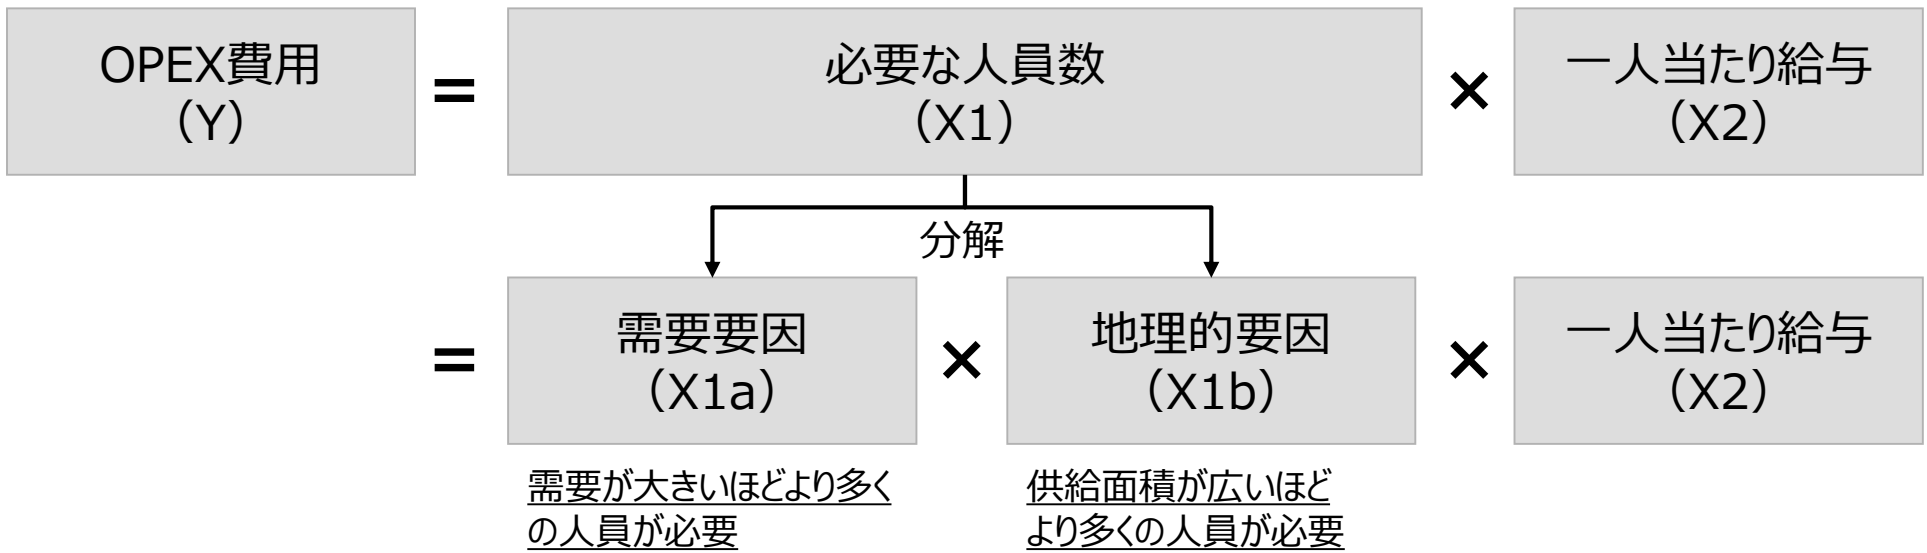 OPEX費用
（Y）
=
必要な人員数
（X1）
×
一人当たり給与
（X2）
分解
=
需要要因
（X1a）
×
地理的要因
（X1b）
×
一人当たり給与
（X2）
需要が大きいほどより多く
の人員が必要
供給面積が広いほど
より多くの人員が必要